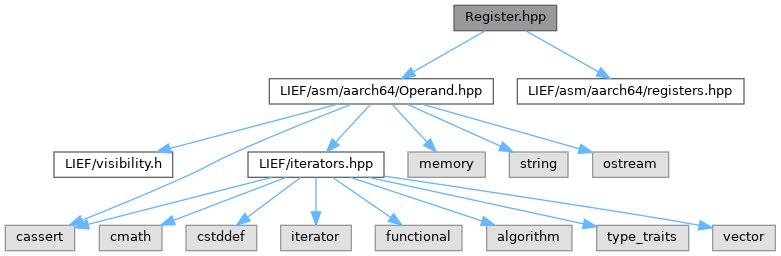 Register.hpp
LIEF/asm/aarch64/Operand.hpp
LIEF/asm/aarch64/registers.hpp
LIEF/visibility.h
LIEF/iterators.hpp
memory
string
ostream
cassert
cmath
cstddef
iterator
functional
algorithm
type_traits
vector